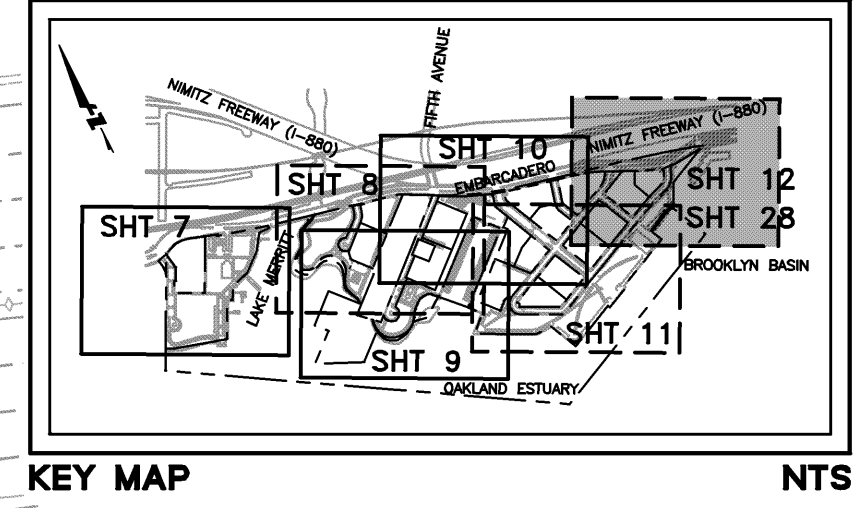 FIFTH AVENUE
NIMITZ FREEWAY (I-880)
NIMITZ FREEWAY (I-880)
SHT 10
EMBARCADERO
SHT 8
SHT 12
SHT 7
SHT 28
LAKE MERRITT
BROOKLYN BASIN
SHT 11
SHT 9
OAKLAND ESTUARY
KEY MAP
NTS